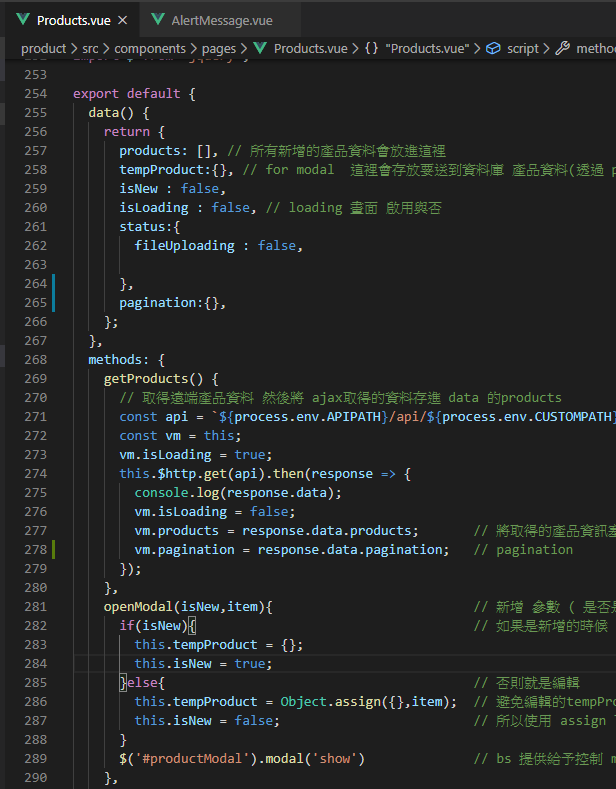 Products.vue
AlertMessage.vue
product > src > components > pages > Products.vue > {} "Products.vue" > script > metho
253
254 export default {
255 data() {
256 return {
257 products: [], // 所有新增的產品資料會放進這裡
258 tempProduct:{}, // for modal 這裡會存放要送到資料庫 產品資料(透過 p
259 isNew : false,
260 isLoading : false, // loading 畫面 啟用與否
261 status:{
262 fileUploading : false,
263
264 },
265 pagination:{},
266 };
267 },
268 methods: {
269 getProducts() {
270 // 取得遠端產品資料 然後將 ajax取得的資料存進 data 的products
271 const api = `${process.env.APIPATH}/api/${process.env.CUSTOMPATH}
272 const vm = this;
273 vm.isLoading = true;
274 this.$http.get(api).then(response => {
275 console.log(response.data);
276 vm.isLoading = false;
277 vm.products = response.data.products; // 將取得的產品資訊塞
278 vm.pagination = response.data.pagination; // pagination
279 });
280 },
281 openModal(isNew,item){ // 新增 參數 ( 是否是
282 if(isNew){ // 如果是新增的時候
283 this.tempProduct = {};
284 this.isNew = true;
285 }else{ // 否則就是編輯
286 this.tempProduct = Object.assign({},item); // 避免編輯的tempPro
287 this.isNew = false; // 所以使用 assign
288 }
289 $('#productModal').modal('show') // bs 提供給予控制 m
290 },